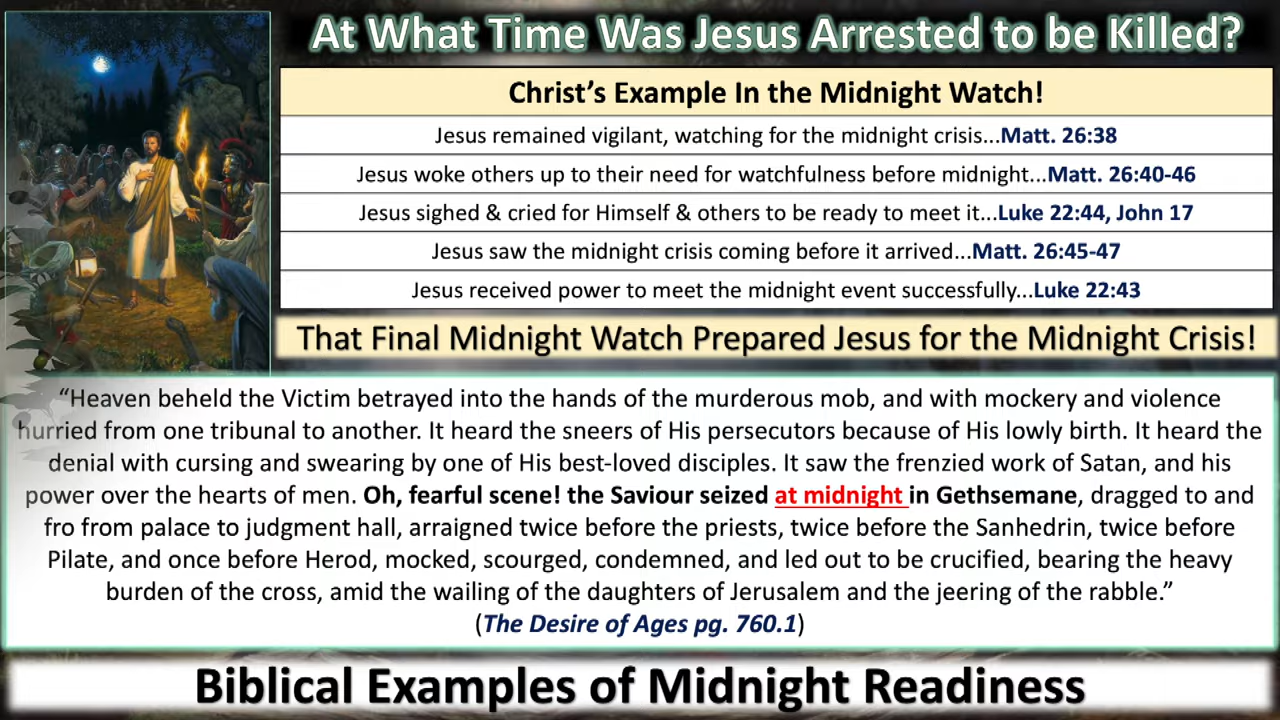 At What Time Was Jesus Arrested to be Killed?
Christ's Example In the Midnight Watch!
Jesus remained vigilant, watching for the midnight crisis...Matt. 26:38
Jesus woke others up to their need for watchfulness before midnight...Matt. 26:40-46
Jesus sighed & cried for Himself & others to be ready to meet it...Luke 22:44, John 17
Jesus saw the midnight crisis coming before it arrived...Matt. 26:45-47
Jesus received power to meet the midnight event successfully...Luke 22:43
That Final Midnight Watch Prepared Jesus for the Midnight Crisis!
“Heaven beheld the Victim betrayed into the hands of the murderous mob, and with mockery and violence
hurried from one tribunal to another. It heard the sneers of His persecutors because of His lowly birth. It heard the
denial with cursing and swearing by one of His best-loved disciples. It saw the frenzied work of Satan, and his
power over the hearts of men. Oh, fearful scene! the Saviour seized at midnight in Gethsemane, dragged to and
fro from palace to judgment hall, arraigned twice before the priests, twice before the Sanhedrin, twice before
Pilate, and once before Herod, mocked, scourged, condemned, and led out to be crucified, bearing the heavy
burden of the cross, amid the wailing of the daughters of Jerusalem and the jeering of the rabble.”
(The Desire of Ages pg. 760.1)
Biblical Examples of Midnight Readiness